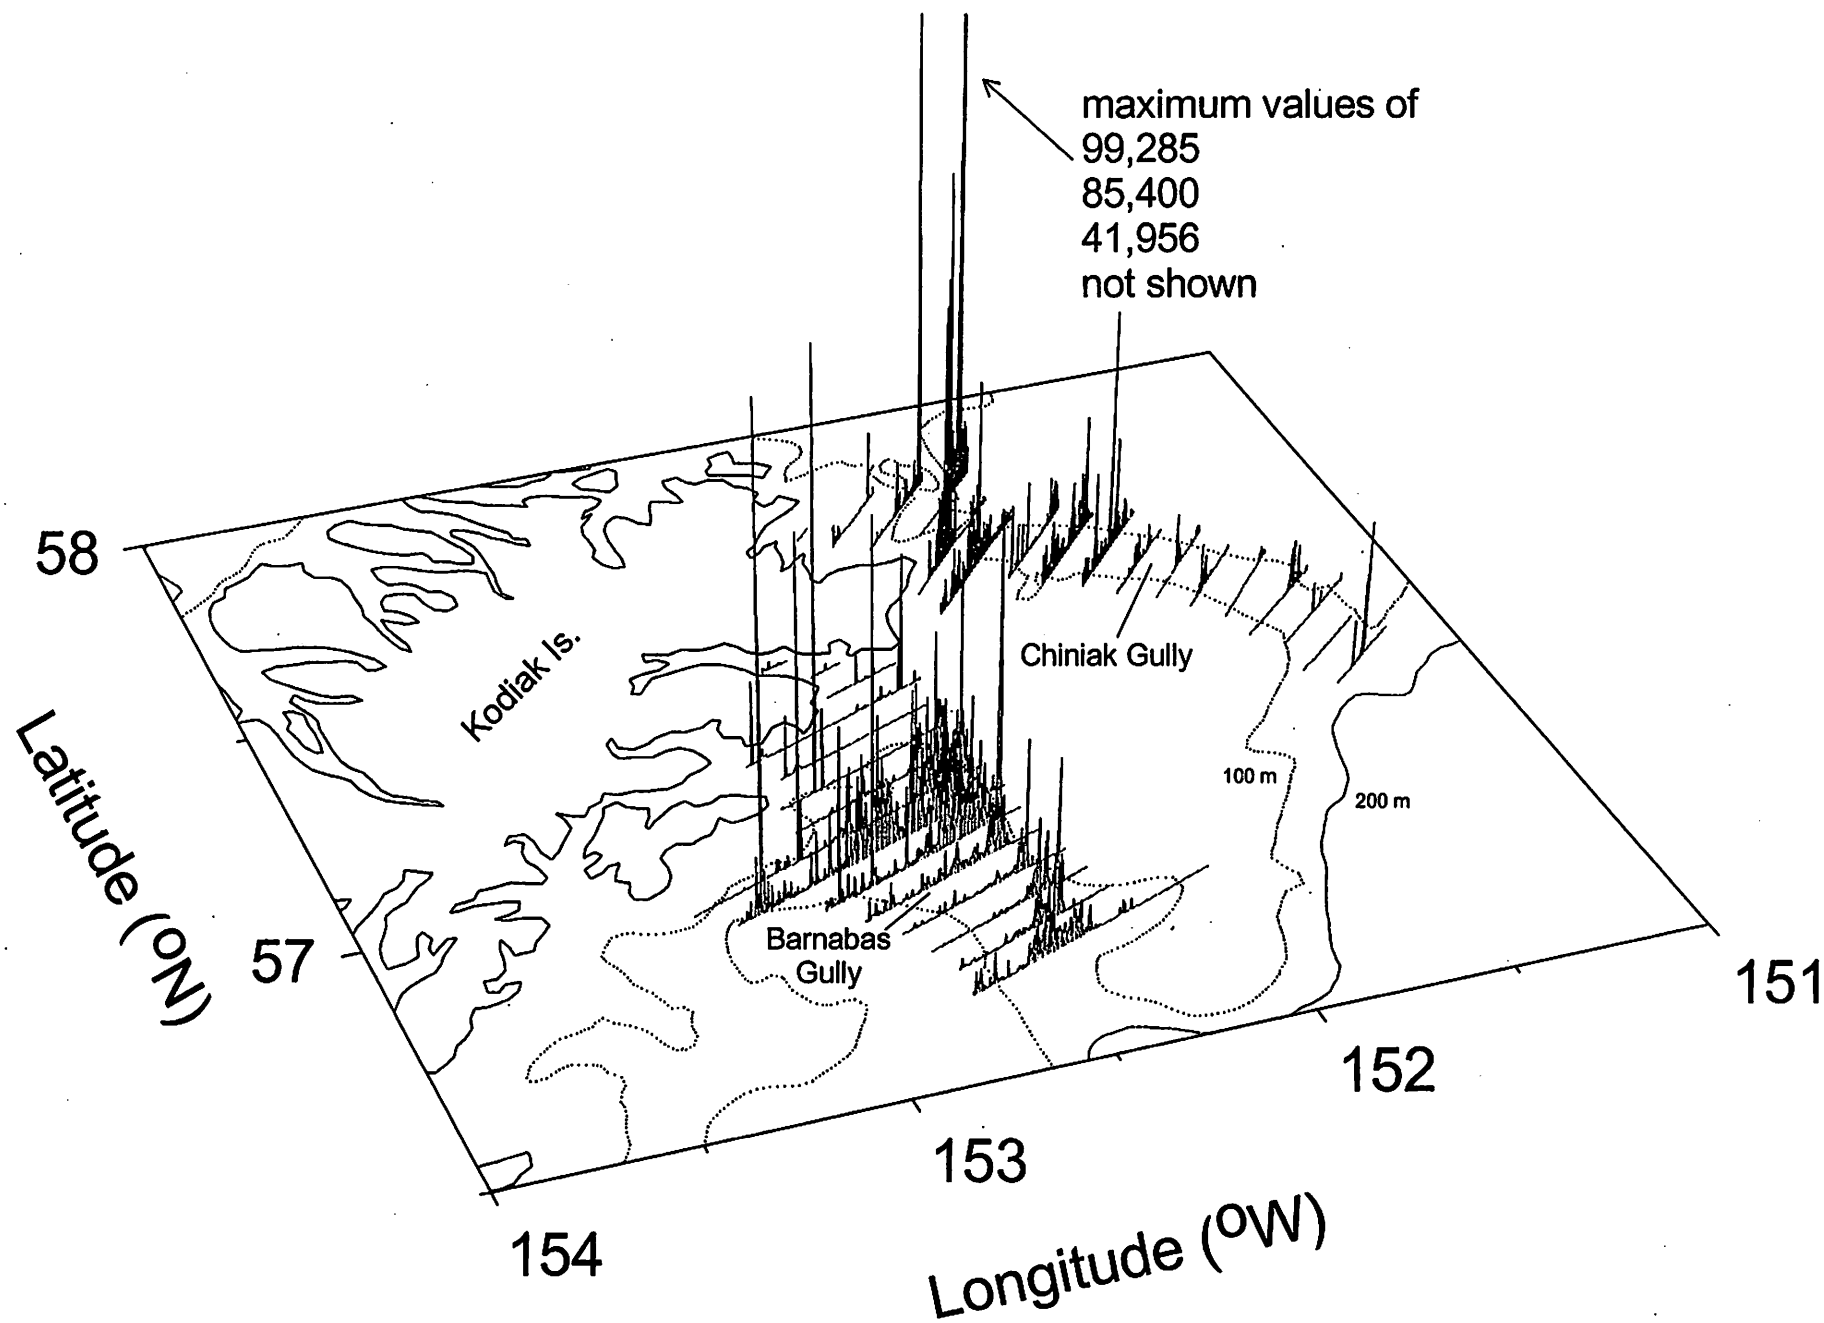 maximum values of
99,285
85,400
41,956
not shown
58
Kodiak Is.
Chiniak Gully
100 m
200 m
Latitude (ºN)
57
Barnabas
Gully
151
152
153
154
Longitude (ºW)